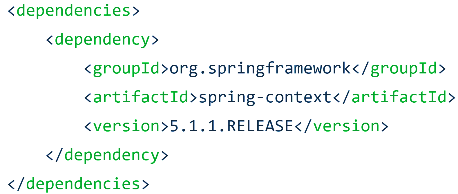 <dependencies>
    <dependency>
        <groupId>org.springframework</groupId>
        <artifactId>spring-context</artifactId>
        <version>5.1.1.RELEASE</version>
    </dependency>
</dependencies>